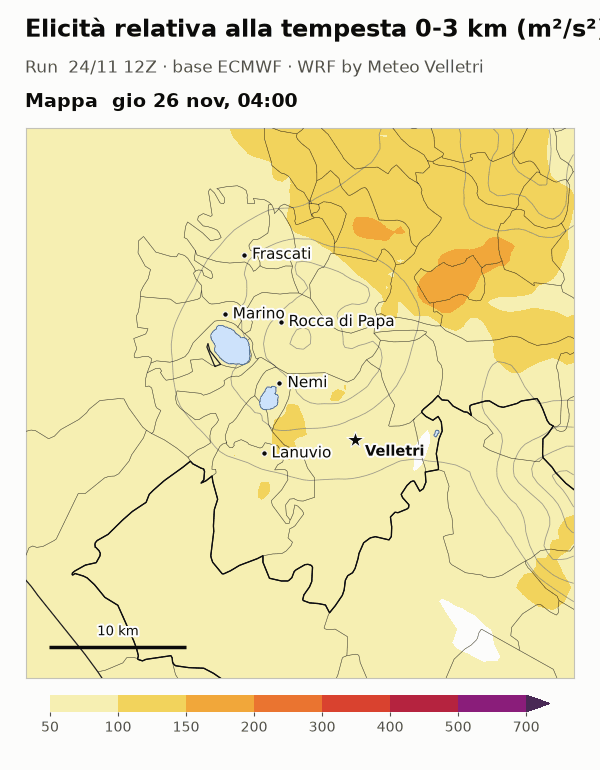 Elicità relativa alla tempesta 0-3 km (m²/s²)
Run  24/11 12Z · base ECMWF · WRF by Meteo Velletri
Mappa  gio 26 nov, 04:00
Frascati
Marino
Rocca di Papa
Nemi
Velletri
Lanuvio
10 km
50 100 150 200 300 400 500 700